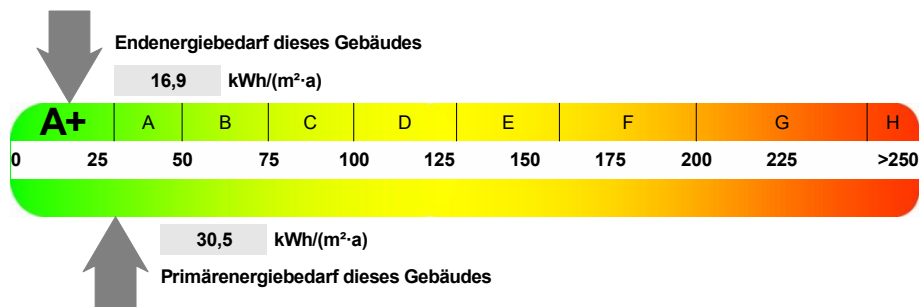 Endenergiebedarf dieses Gebäudes
16,9 kWh/(m²·a)
A+ A B C D E F G H
0 25 50 75 100 125 150 175 200 225 >250
30,5 kWh/(m²·a)
Primärenergiebedarf dieses Gebäudes